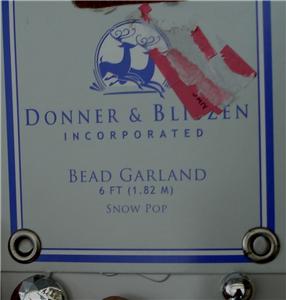 DONNER & BLITZEN
INCORPORATED
BEAD GARLAND
6 FT (1.82 M)
SNOW POP